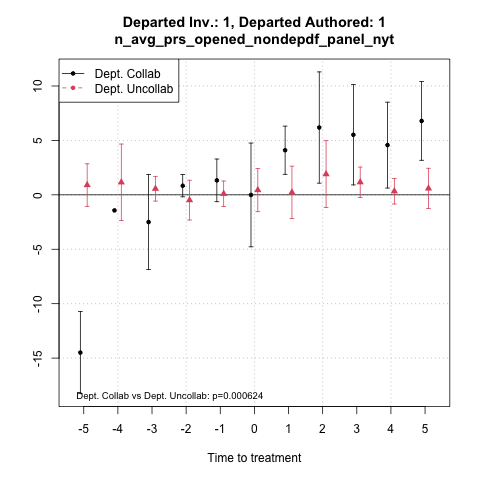 Departed Inv.: 1, Departed Authored: 1
n_avg_prs_opened_nondepdf_panel_nyt
Dept. Collab
Dept. Uncollab
10
5
0
-5
-10
-15
Dept. Collab vs Dept. Uncollab: p=0.000624
-5 -4 -3 -2 -1 0 1 2 3 4 5
Time to treatment